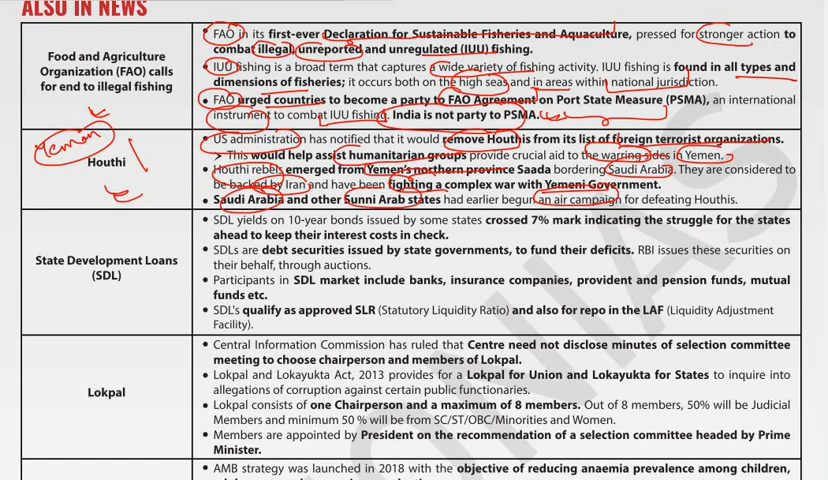 ALSO IN NEWS
Food and Agriculture
Organization (FAO) calls
for end to illegal fishing
• FAO in its first-ever Declaration for Sustainable Fisheries and Aquaculture, pressed for stronger action to
combat illegal, unreported and unregulated (IUU) fishing.
• IUU fishing is a broad term that captures a wide variety of fishing activity. IUU fishing is found in all types and
dimensions of fisheries; it occurs both on the high seas and in areas within national jurisdiction.
• FAO urged countries to become a party to FAO Agreement on Port State Measure (PSMA), an international
instrument to combat IUU fishing. India is not party to PSMA.
Yemen
Houthi
• US administration has notified that it would remove Houthis from its list of foreign terrorist organizations.
➢ This would help assist humanitarian groups provide crucial aid to the warring sides in Yemen.
• Houthi rebels emerged from Yemen's northern province Saada bordering Saudi Arabia. They are considered to
be backed by Iran and have been fighting a complex war with Yemeni Government.
• Saudi Arabia and other Sunni Arab states had earlier begun an air campaign for defeating Houthis.
State Development Loans
(SDL)
• SDL yields on 10-year bonds issued by some states crossed 7% mark indicating the struggle for the states
ahead to keep their interest costs in check.
• SDLs are debt securities issued by state governments, to fund their deficits. RBI issues these securities on
their behalf, through auctions.
• Participants in SDL market include banks, insurance companies, provident and pension funds, mutual
funds etc.
• SDL's qualify as approved SLR (Statutory Liquidity Ratio) and also for repo in the LAF (Liquidity Adjustment
Facility).
Lokpal
• Central Information Commission has ruled that Centre need not disclose minutes of selection committee
meeting to choose chairperson and members of Lokpal.
• Lokpal and Lokayukta Act, 2013 provides for a Lokpal for Union and Lokayukta for States to inquire into
allegations of corruption against certain public functionaries.
• Lokpal consists of one Chairperson and a maximum of 8 members. Out of 8 members, 50% will be Judicial
Members and minimum 50 % will be from SC/ST/OBC/Minorities and Women.
• Members are appointed by President on the recommendation of a selection committee headed by Prime
Minister.
• AMB strategy was launched in 2018 with the objective of reducing anaemia prevalence among children,